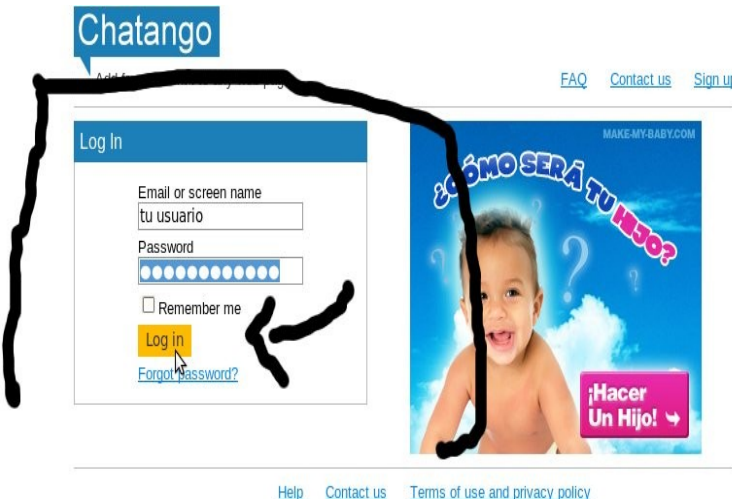 Chatango
FAQ Contact us Sign up
Log In
Email or screen name
tu usuario
Password
Remember me
Log in
Forgot password?
MAKE-MY-BABY.COM
¿CÓMO SERÁ TU HIJO?
¡Hacer
Un Hijo!
Help Contact us Terms of use and privacy policy